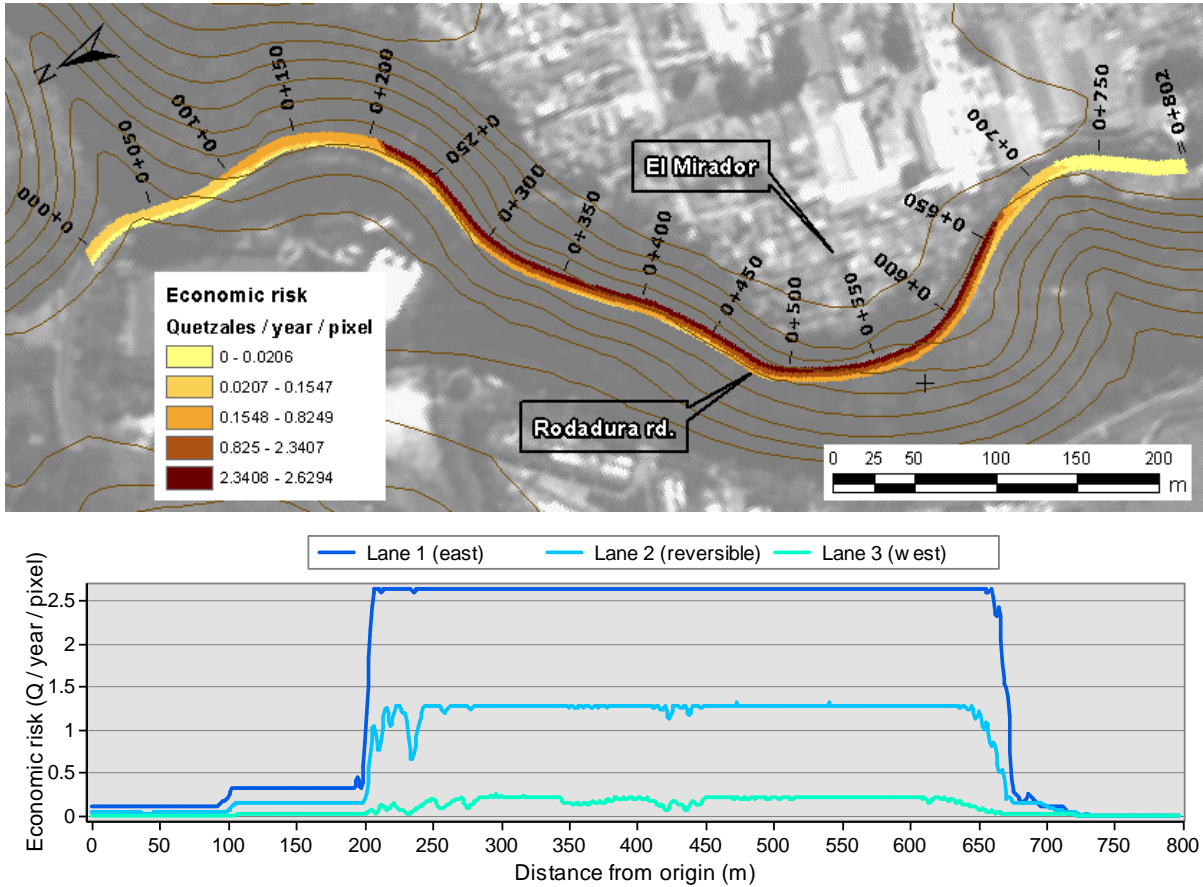 N
0+000
0+050
0+100
0+150
0+200
0+250
0+300
0+350
0+400
0+450
0+500
0+550
0+600
0+650
0+700
0+750
= 0+802
El Mirador
Rodadura rd.
Economic risk
Quetzales / year / pixel
0 - 0.0206
0.0207 - 0.1547
0.1548 - 0.8249
0.825 - 2.3407
2.3408 - 2.6294
0 25 50 100 150 200
m
Lane 1 (east) Lane 2 (reversible) Lane 3 (west)
Economic risk (Q / year / pixel)
2.5
2
1.5
1
0.5
0
0 50 100 150 200 250 300 350 400 450 500 550 600 650 700 750 800
Distance from origin (m)